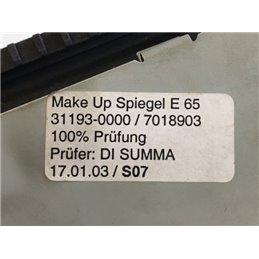 Make Up Spiegel E 65
31193-0000 / 7018903
100% Prüfung
Prüfer: DI SUMMA
17.01.03 / S07